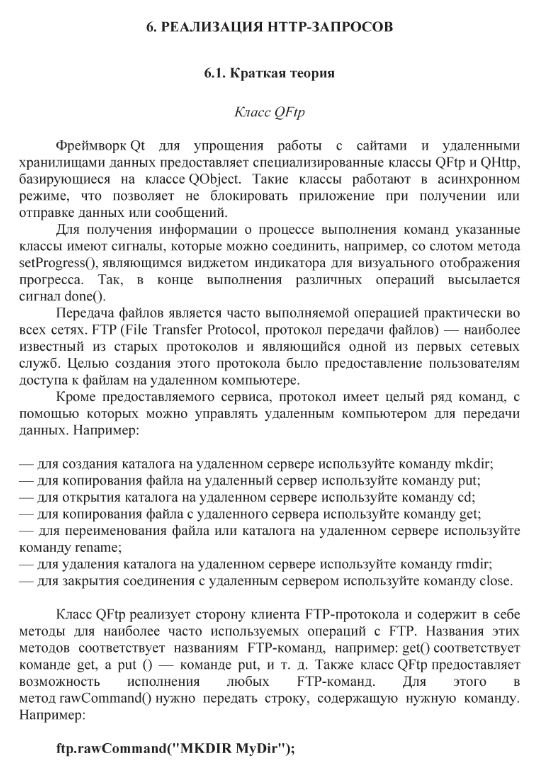 6. РЕАЛИЗАЦИЯ HTTP-ЗАПРОСОВ
6.1. Краткая теория
Класс QFtp
Фреймворк Qt для упрощения работы с сайтами и удаленными
хранилищами данных предоставляет специализированные классы QFtp и QHttp,
базирующиеся на классе QObject. Такие классы работают в асинхронном
режиме, что позволяет не блокировать приложение при получении или
отправке данных или сообщений.
Для получения информации о процессе выполнения команд указанные
классы имеют сигналы, которые можно соединить, например, со слотом метода
setProgress(), являющимся виджетом индикатора для визуального отображения
прогресса. Так, в конце выполнения различных операций высылается
сигнал done().
Передача файлов является часто выполняемой операцией практически во
всех сетях. FTP (File Transfer Protocol, протокол передачи файлов) — наиболее
известный из старых протоколов и являющийся одной из первых сетевых
служб. Целью создания этого протокола было предоставление пользователям
доступа к файлам на удаленном компьютере.
Кроме предоставляемого сервиса, протокол имеет целый ряд команд, с
помощью которых можно управлять удаленным компьютером для передачи
данных. Например:
— для создания каталога на удаленном сервере используйте команду mkdir;
— для копирования файла на удаленный сервер используйте команду put;
— для открытия каталога на удаленном сервере используйте команду cd;
— для копирования файла с удаленного сервера используйте команду get;
— для переименования файла или каталога на удаленном сервере используйте
команду rename;
— для удаления каталога на удаленном сервере используйте команду rmdir;
— для закрытия соединения с удаленным сервером используйте команду close.
Класс QFtp реализует сторону клиента FTP-протокола и содержит в себе
методы для наиболее часто используемых операций с FTP. Названия этих
методов соответствует названиям FTP-команд, например: get() соответствует
команде get, а put () — команде put, и т. д. Также класс QFtp предоставляет
возможность исполнения любых FTP-команд. Для этого в
метод rawCommand() нужно передать строку, содержащую нужную команду.
Например:
ftp.rawCommand("MKDIR MyDir");